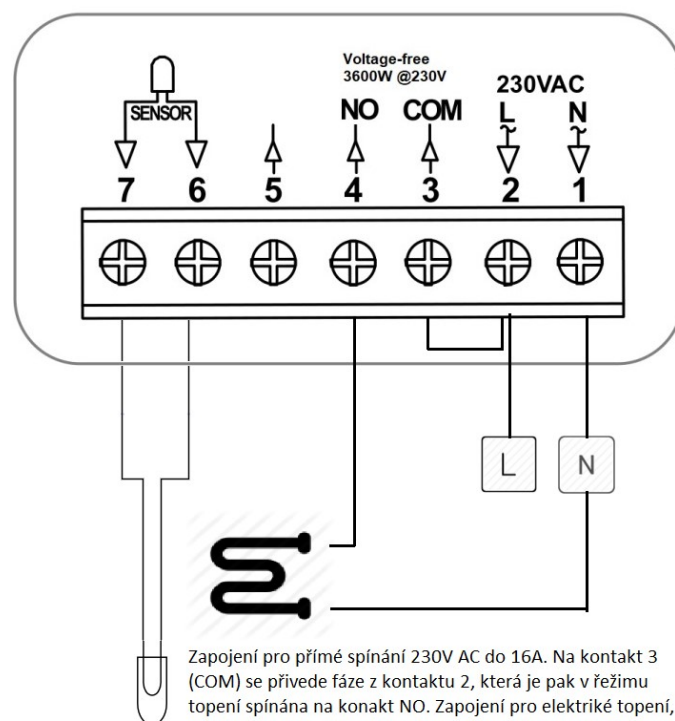 Voltage-free
3600W @230V
230VAC
SENSOR NO COM L N
~ ~
7 6 5 4 3 2 1
L N
Zapojení pro přímé spínání 230V AC do 16A. Na kontakt 3
(COM) se přivede fáze z kontaktu 2, která je pak v řežimu
topení spínána na konakt NO. Zapojení pro elektriké topení,